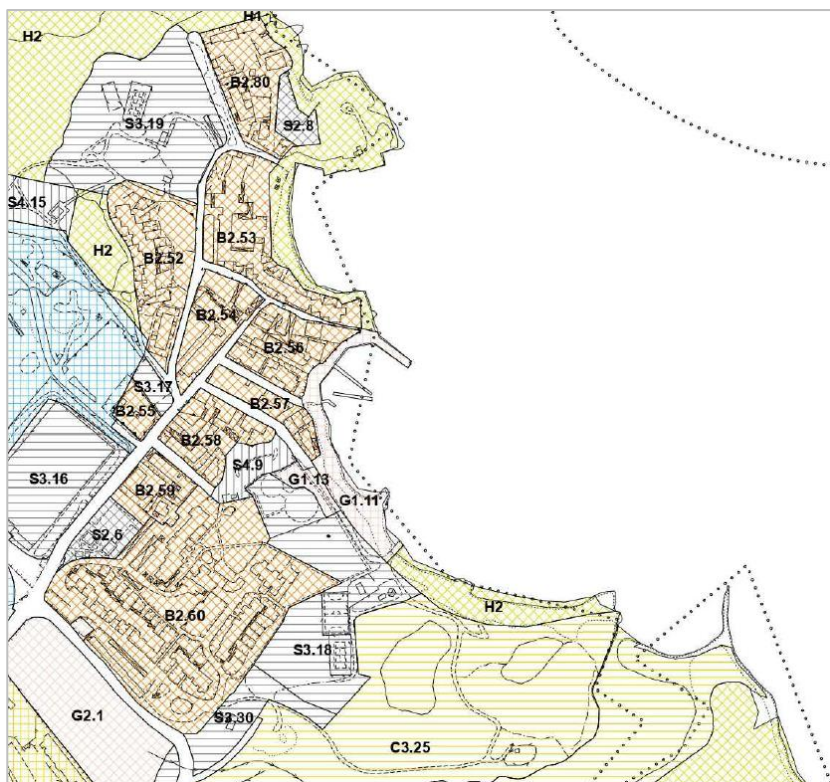 H1
H2
B2.80
S3.19
S2.8
S4.15
B2.53
H2
B2.52
B2.54
B2.56
S3.17
B2.57
B2.55
B2.58
S4.9
S3.16
B2.59
G1.13
G1.11
S2.6
H2
B2.60
S3.18
G2.1
S3.30
C3.25